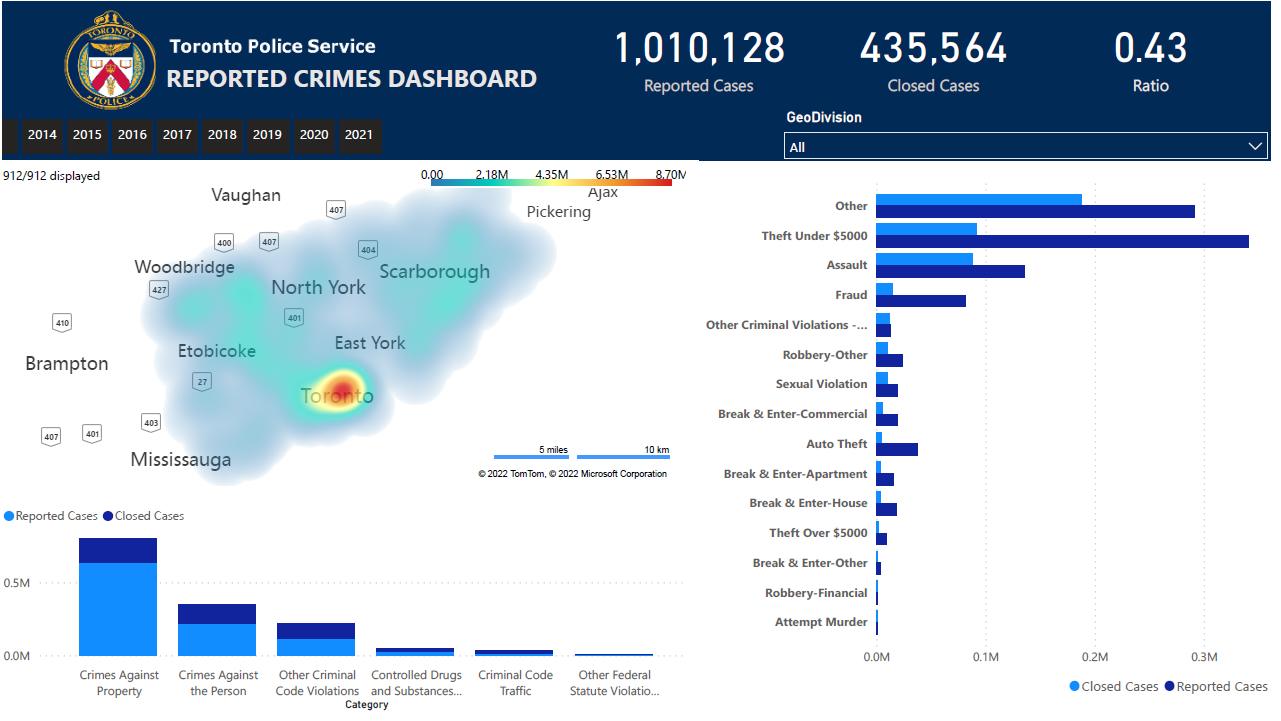 TORONTO
POLICE
Toronto Police Service
REPORTED CRIMES DASHBOARD
1,010,128
Reported Cases
435,564
Closed Cases
0.43
Ratio
2014 2015 2016 2017 2018 2019 2020 2021
GeoDivision
All
912/912 displayed
0.00 2.18M 4.35M 6.53M 8.70M
Vaughan
Ajax
407
Pickering
400
407
404
Woodbridge
Scarborough
427
North York
401
410
East York
Etobicoke
Brampton
27
Toronto
403
407
401
Mississauga
5 miles 10 km
© 2022 TomTom, © 2022 Microsoft Corporation
Reported Cases Closed Cases
0.5M
0.0M
Crimes Against
Property
Crimes Against
the Person
Other Criminal
Code Violations
Controlled Drugs
and Substances...
Criminal Code
Traffic
Other Federal
Statute Violatio...
Category
Other
Theft Under $5000
Assault
Fraud
Other Criminal Violations -...
Robbery-Other
Sexual Violation
Break & Enter-Commercial
Auto Theft
Break & Enter-Apartment
Break & Enter-House
Theft Over $5000
Break & Enter-Other
Robbery-Financial
Attempt Murder
0.0M 0.1M 0.2M 0.3M
Closed Cases Reported Cases